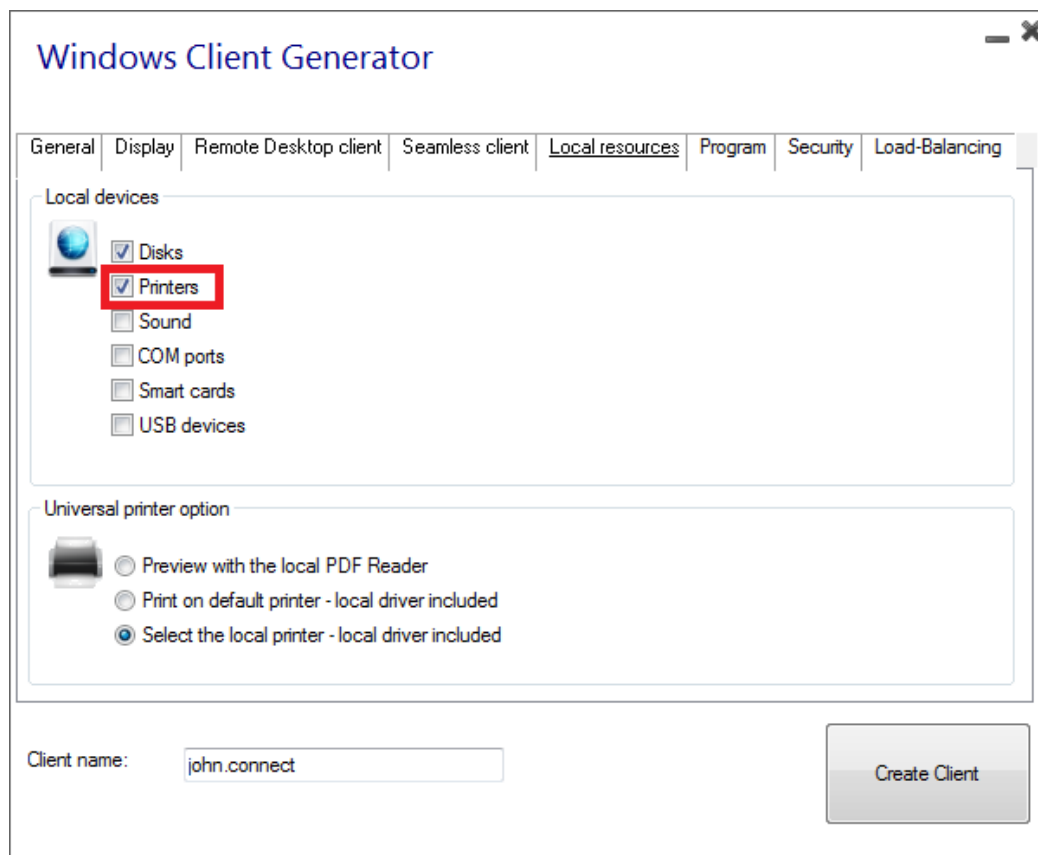 Windows Client Generator
General Display Remote Desktop client Seamless client Local resources Program Security Load-Balancing
Local devices
Disks
Printers
Sound
COM ports
Smart cards
USB devices
Universal printer option
Preview with the local PDF Reader
Print on default printer - local driver included
Select the local printer - local driver included
Client name: john.connect
Create Client